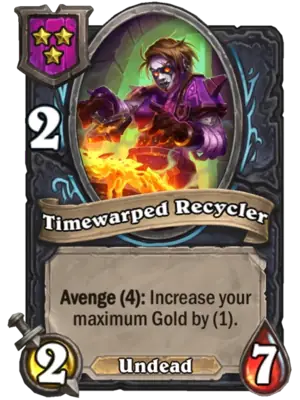 2
Timewarped Recycler
Avenge (4): Increase your
maximum Gold by (1).
2
Undead
7